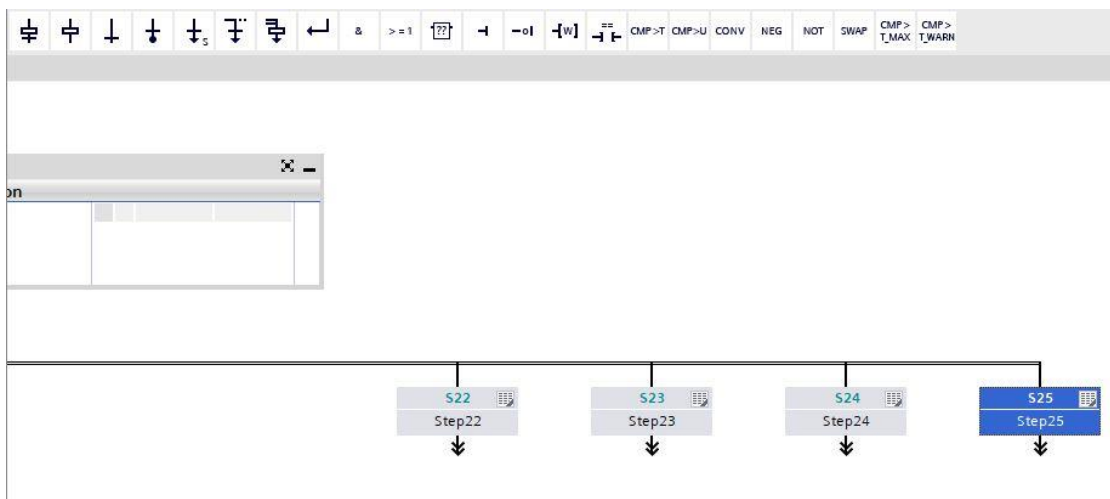 S & >=1 ?? [W] == CMP>T CMP>U CONV NEG NOT SWAP CMP> T_MAX CMP> T_WARN
on
S22 S23 S24 S25
Step22 Step23 Step24 Step25